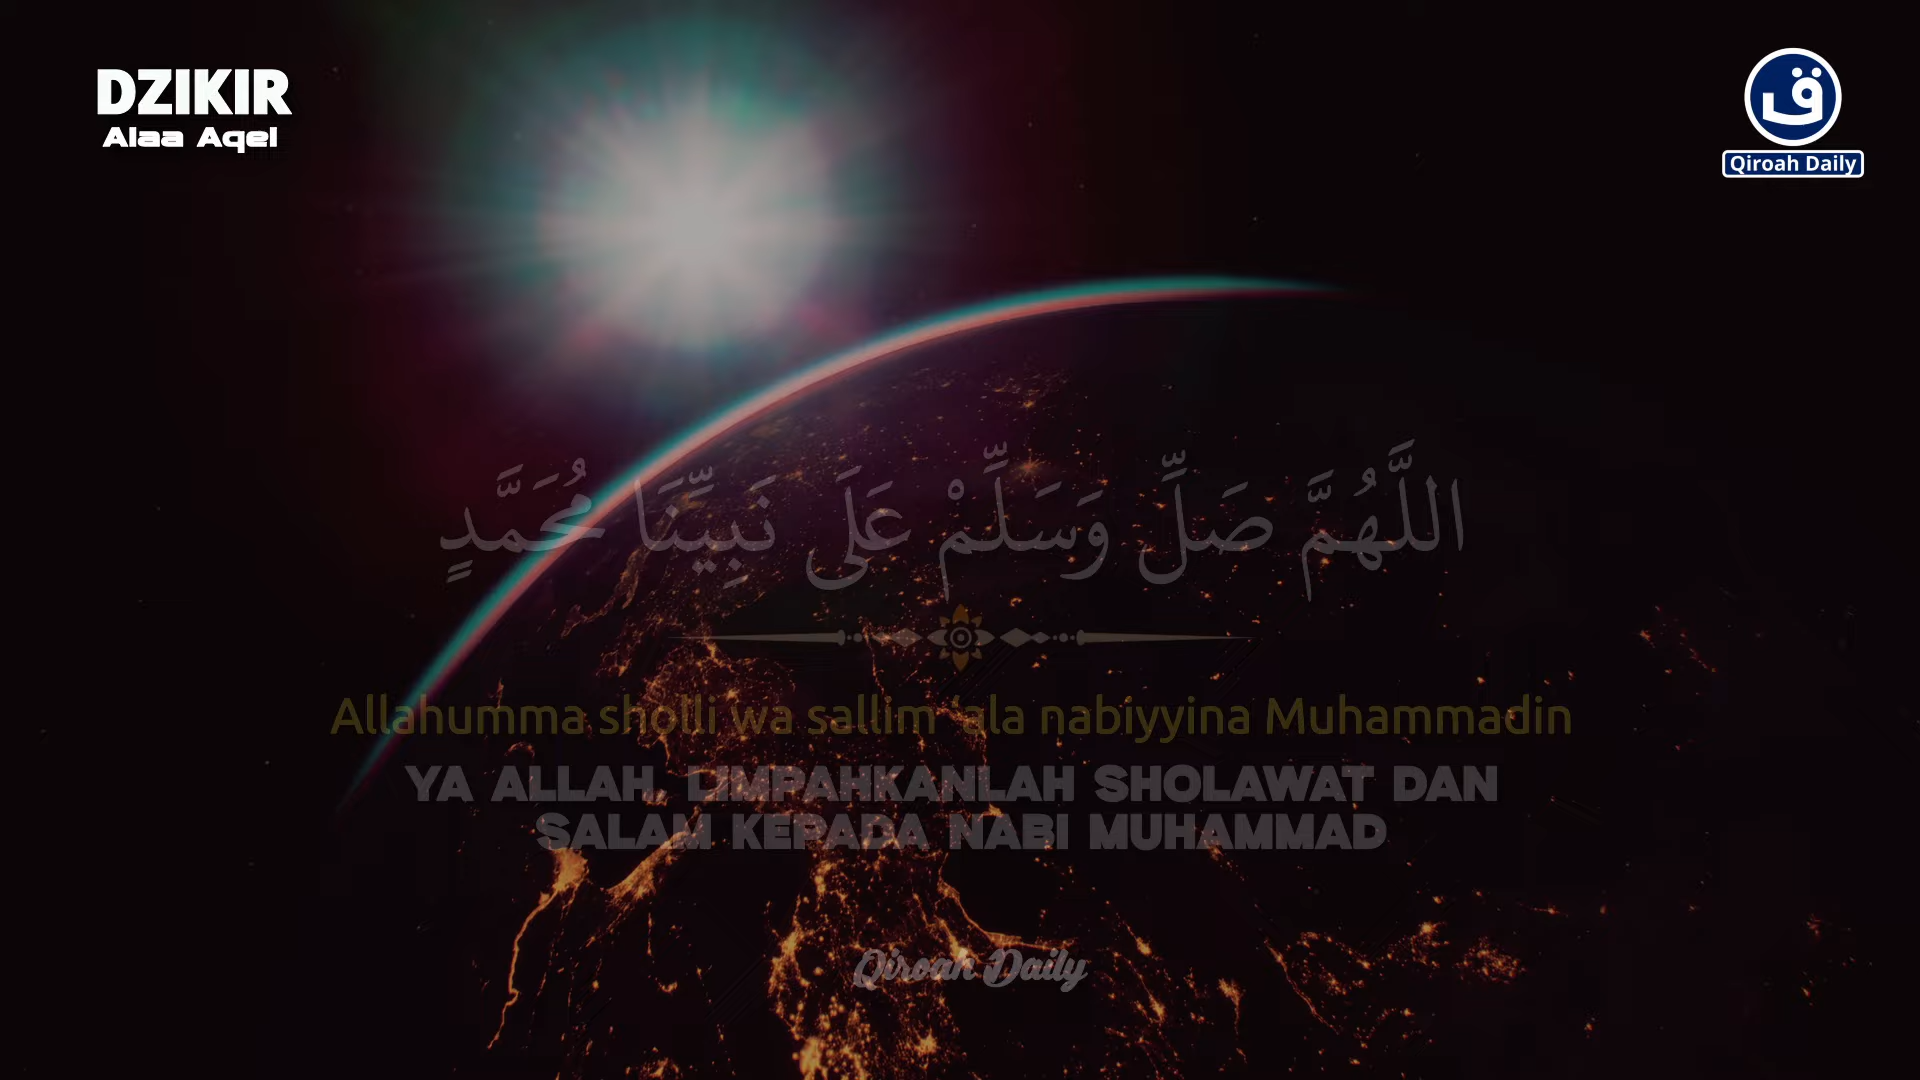 DZIKIR
Alaa Aqel
ق
Qiroah Daily
اللَّهُمَّ صَلِّ وَسَلِّمْ عَلَى نَبِيِّنَا مُحَمَّدٍ
Allahumma sholli wa sallim ‘ala nabiyyina Muhammadin
YA ALLAH, LIMPAHKANLAH SHOLAWAT DAN
SALAM KEPADA NABI MUHAMMAD
Qiroah Daily